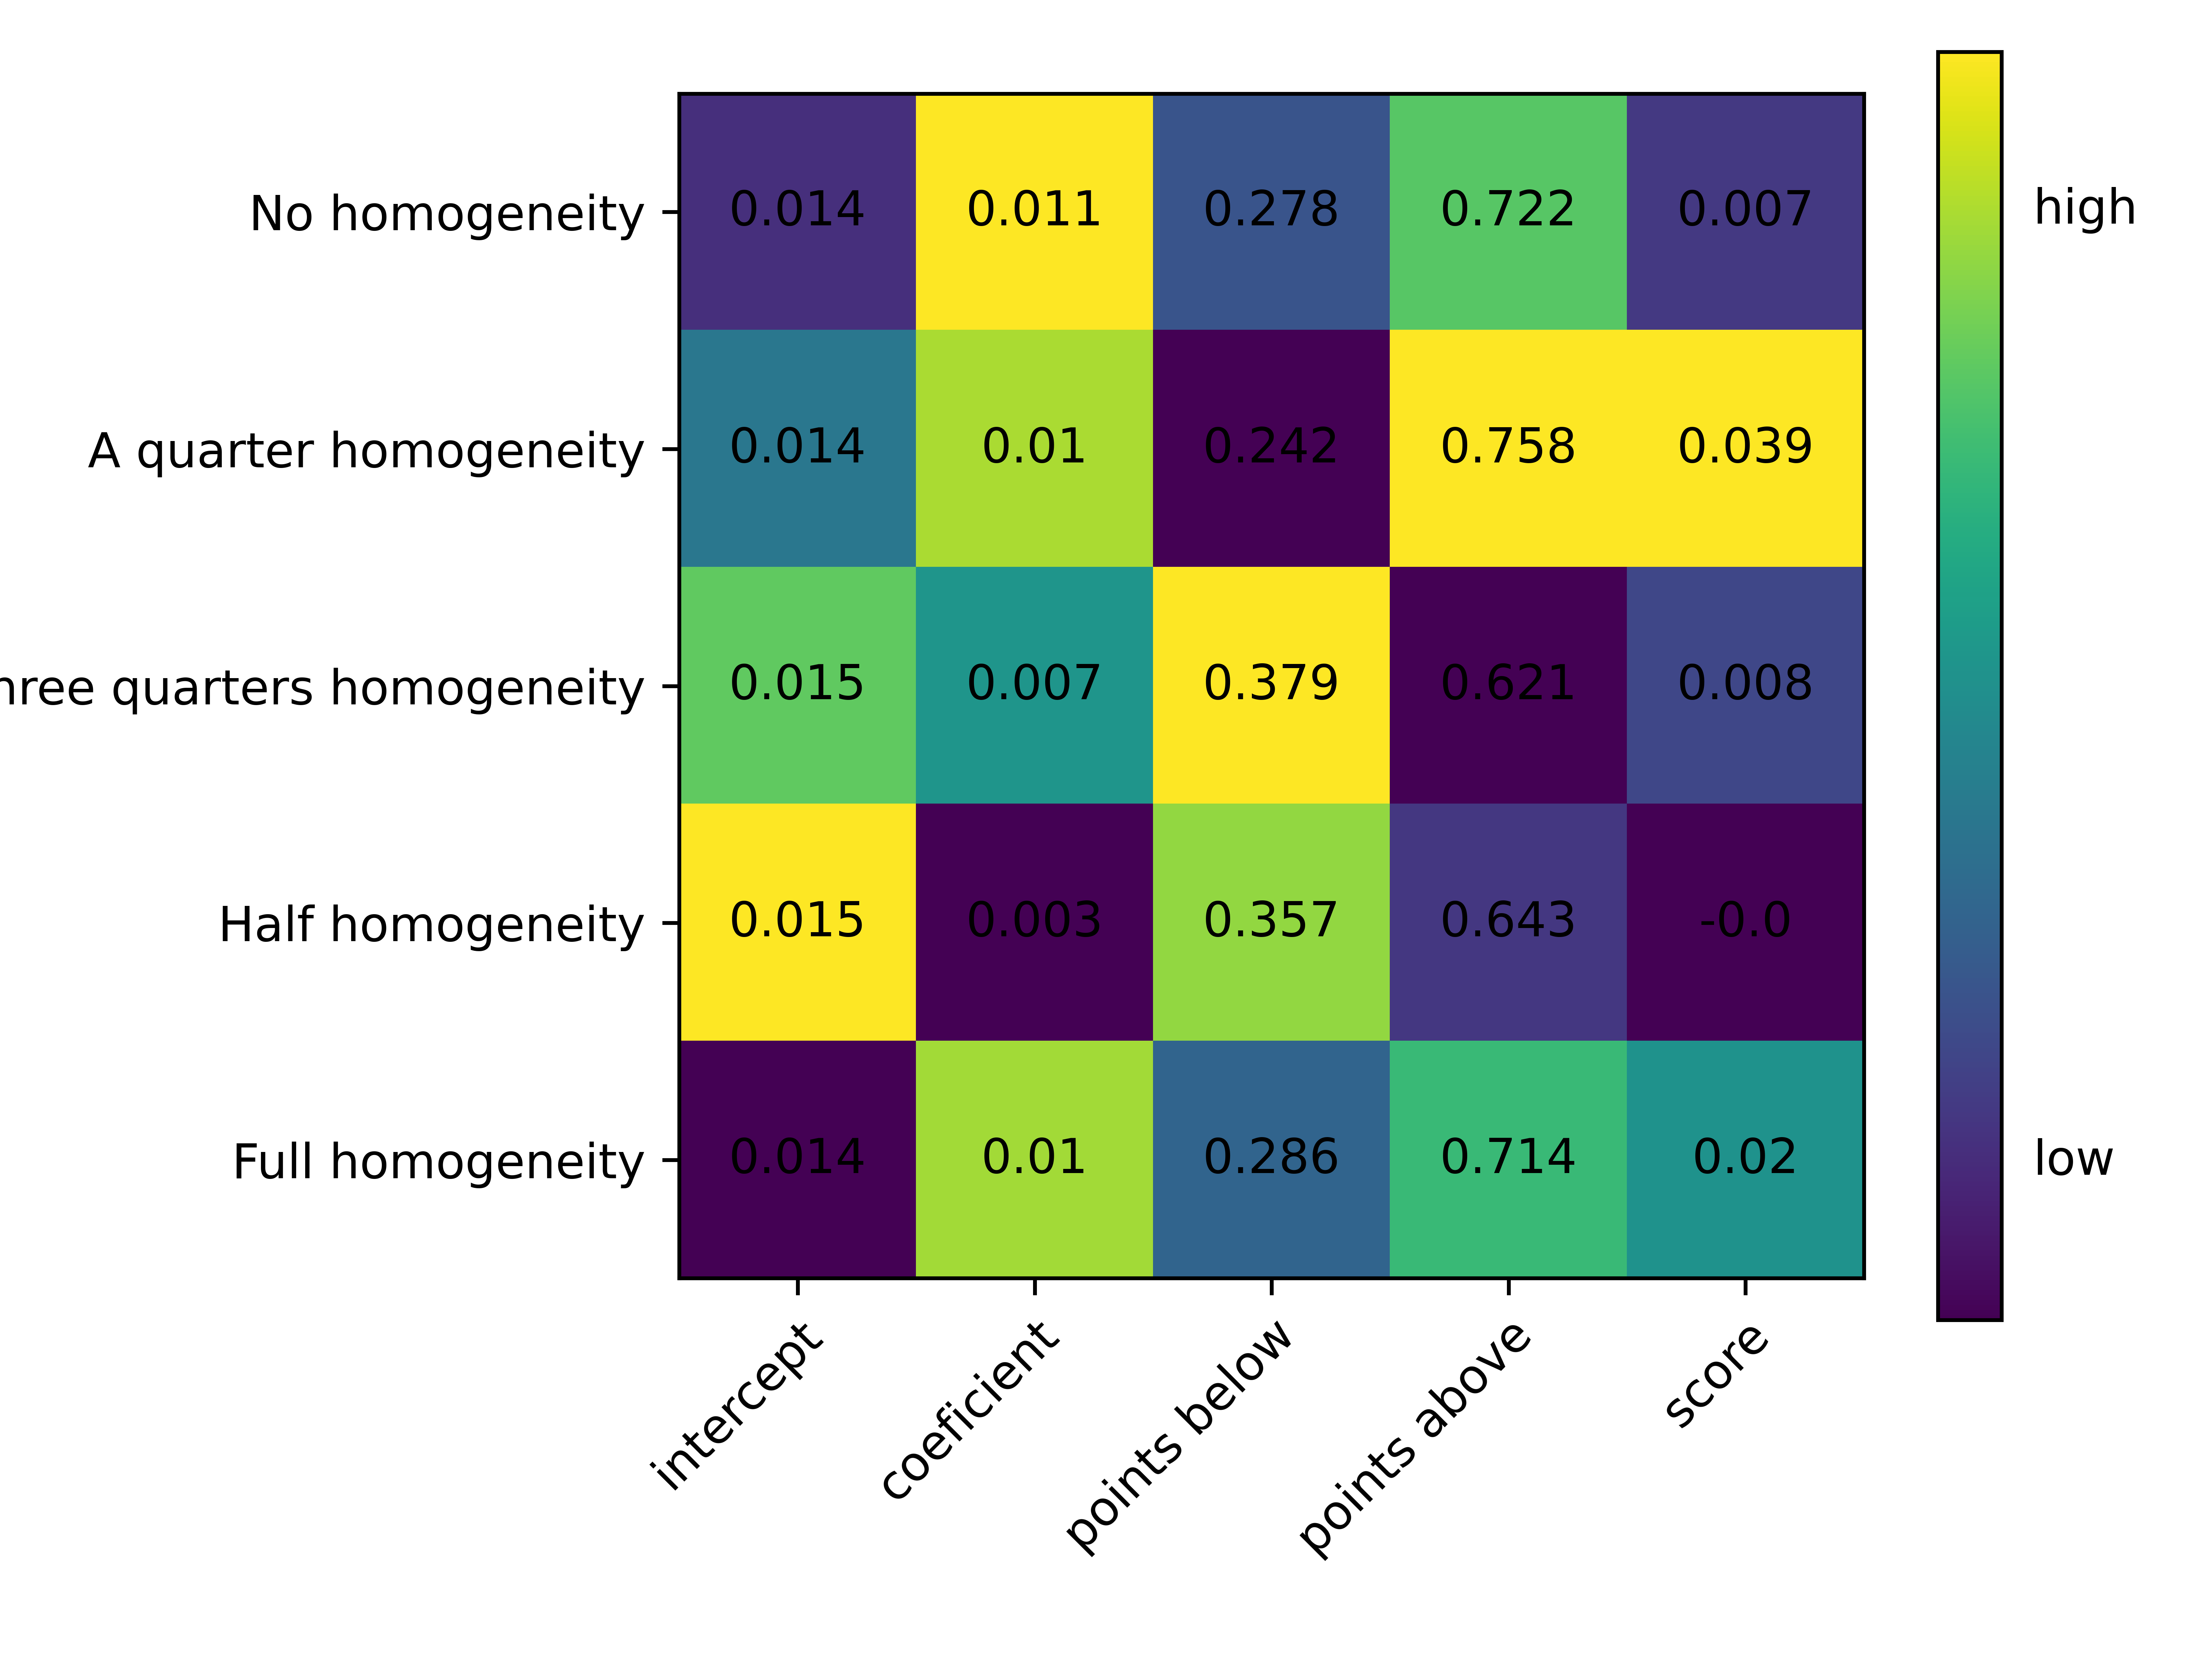 No homogeneity 0.014 0.011 0.278 0.722 0.007
high
A quarter homogeneity 0.014 0.01 0.242 0.758 0.039
hree quarters homogeneity 0.015 0.007 0.379 0.621 0.008
Half homogeneity 0.015 0.003 0.357 0.643 -0.0
Full homogeneity 0.014 0.01 0.286 0.714 0.02
low
intercept
coeficient
points below
points above
score